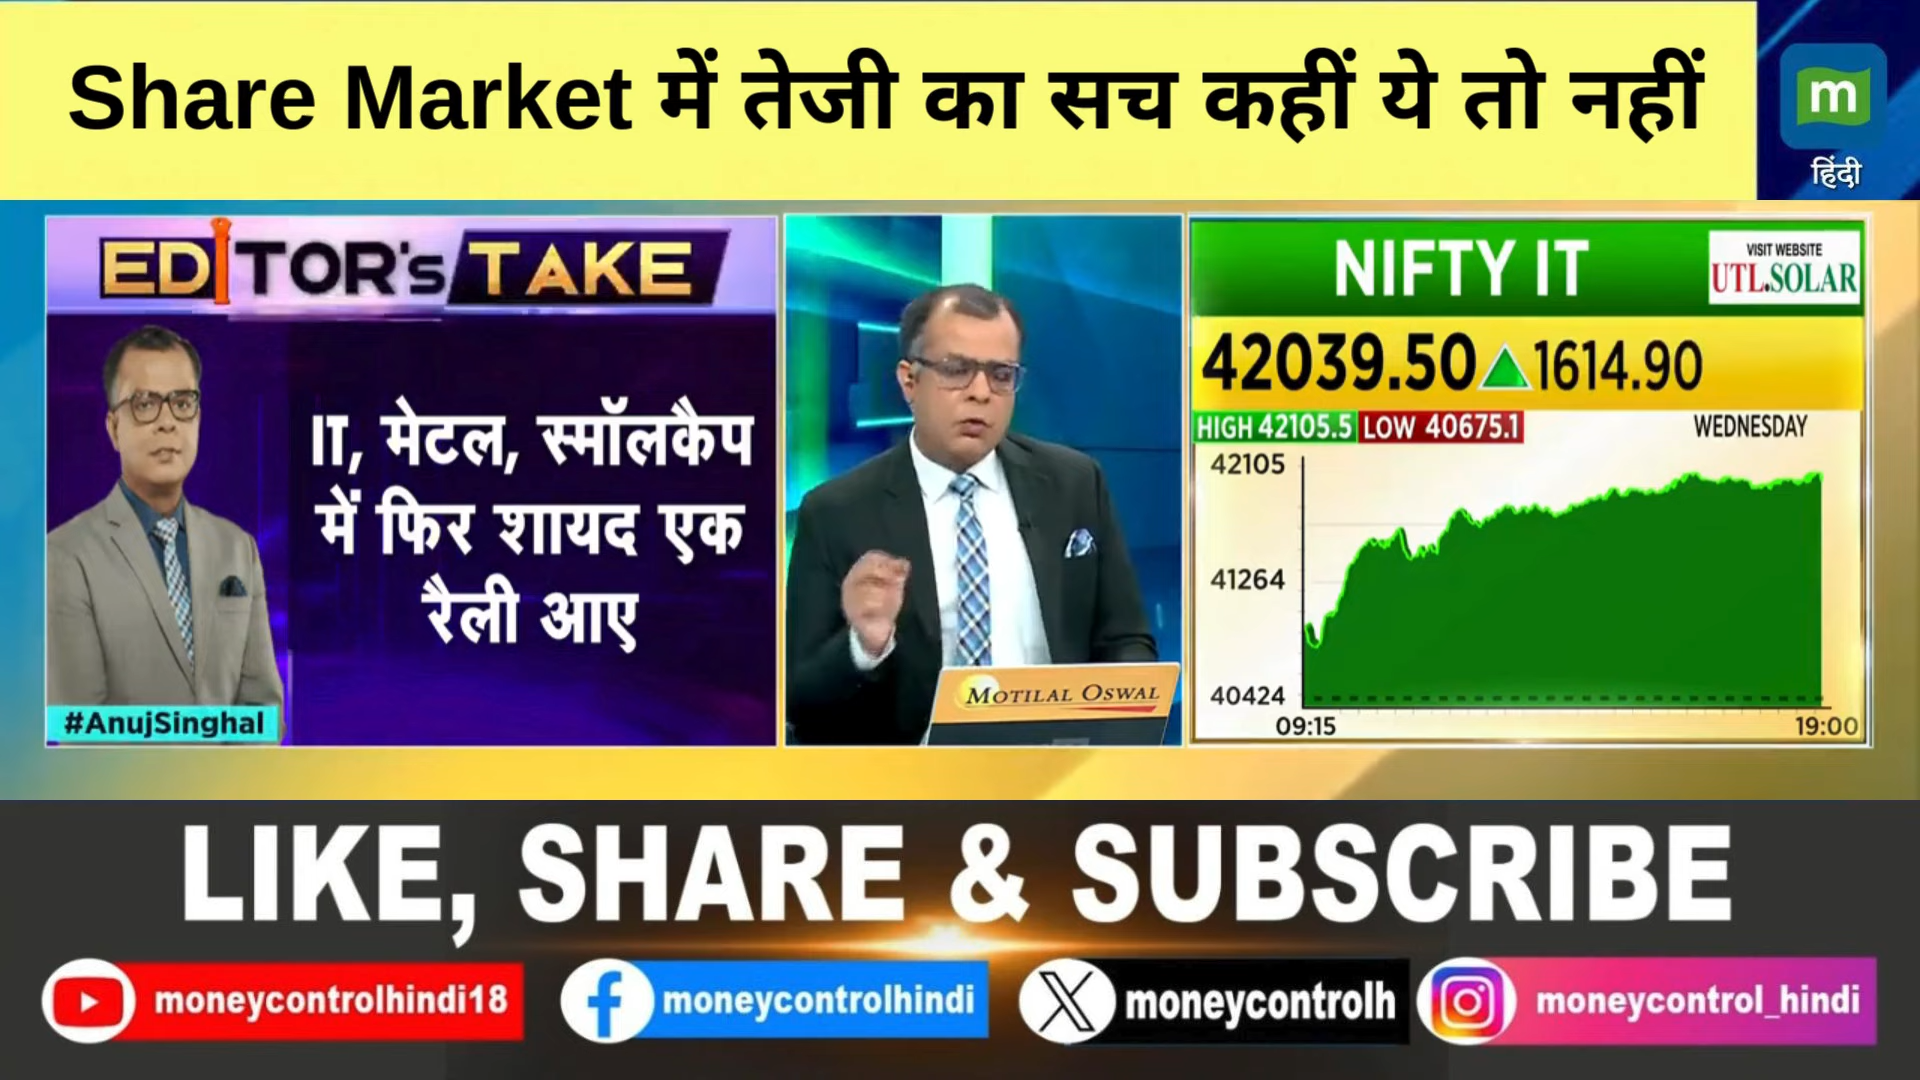 Share Market में तेजी का सच कहीं ये तो नहीं
m
हिंदी
EDITOR's TAKE
IT, मेटल, स्मॉलकैप
में फिर शायद एक
रैली आए
#AnujSinghal
MOTILAL OSWAL
NIFTY IT
VISIT WEBSITE
UTL.SOLAR
42039.50 ▲ 1614.90
HIGH 42105.5 LOW 40675.1 WEDNESDAY
42105
41264
40424
09:15 19:00
LIKE, SHARE & SUBSCRIBE
moneycontrolhindi18 moneycontrolhindi moneycontrolh moneycontrol_hindi